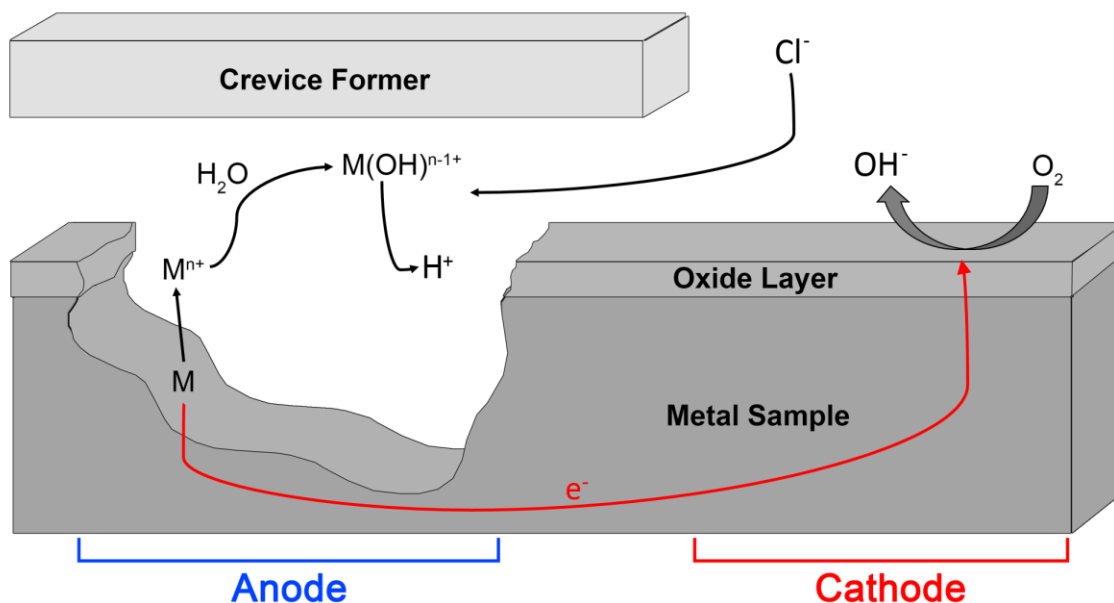 Crevice Former
Cl⁻
H₂O
M(OH)ⁿ⁻¹⁺
OH⁻
O₂
Mⁿ⁺
H⁺
Oxide Layer
M
Metal Sample
e⁻
Anode
Cathode